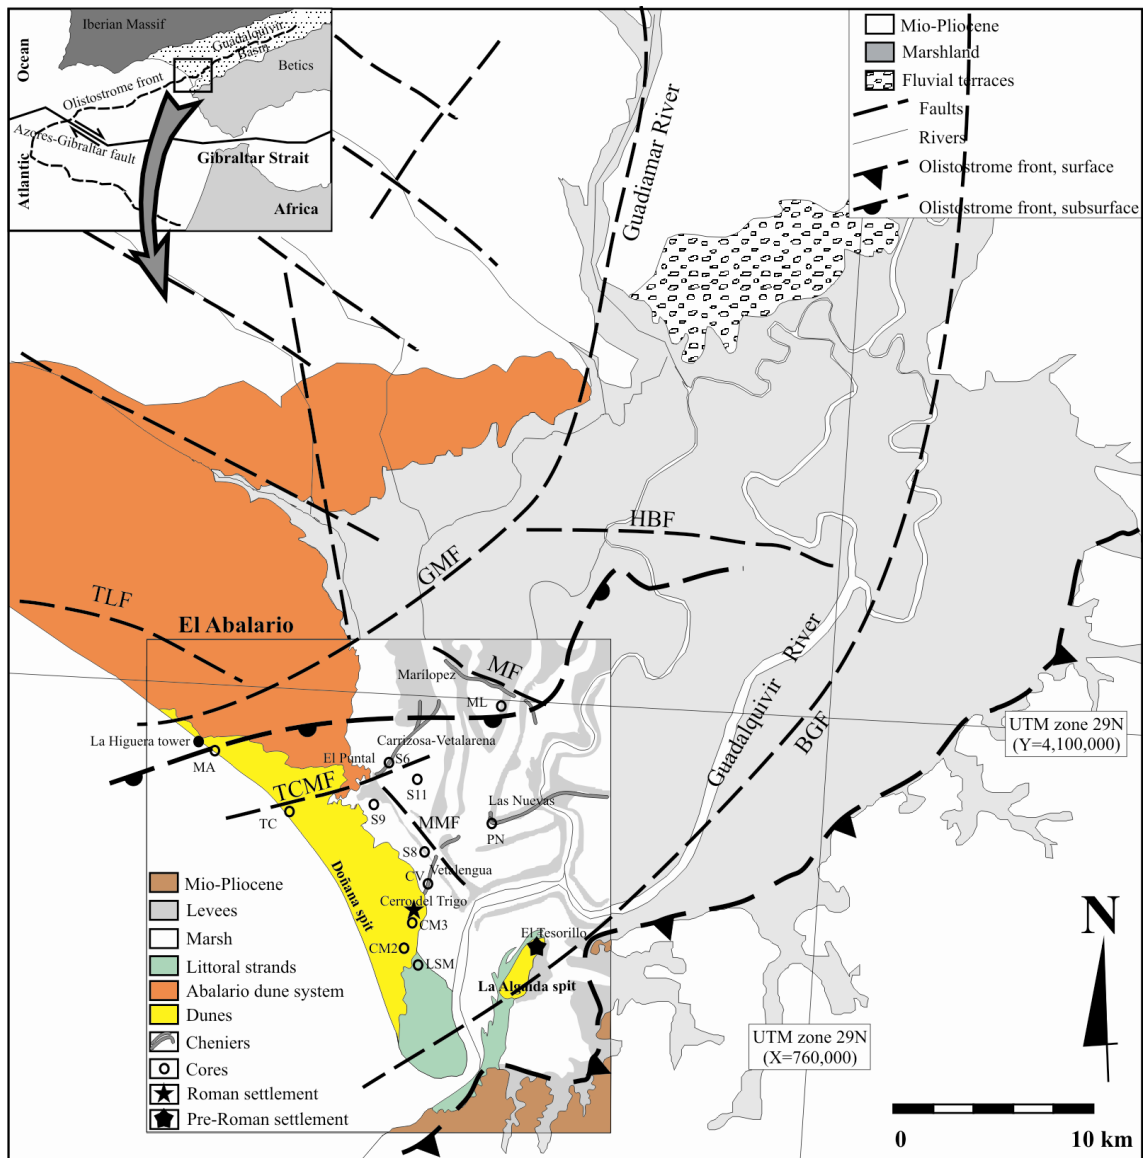 Iberian Massif
Ocean
Guadalquivir
Basin
Betics
Olistostrome front
Azores-Gibraltar fault
Gibraltar Strait
Atlantic
Africa
Mio-Pliocene
Marshland
Fluvial terraces
Faults
Rivers
Olistostrome front, surface
Olistostrome front, subsurface
Guadiamar River
HBF
GMF
TLF
El Abalario
MF
Marilopez
ML
Guadalquivir River
BGF
UTM zone 29N
(Y=4,100,000)
La Higuera tower
MA
Carrizosa-Vetalarena
El Puntal
S6
TCMF
S11
Las Nuevas
TC
S9
MMF
PN
S8
CV
Vetalengua
Doñana spit
Cerro del Trigo
CM3
CM2
LSM
El Tesorillo
La Algaida spit
Mio-Pliocene
Levees
Marsh
Littoral strands
Abalario dune system
Dunes
Cheniers
Cores
Roman settlement
Pre-Roman settlement
UTM zone 29N
(X=760,000)
N
0 10 km